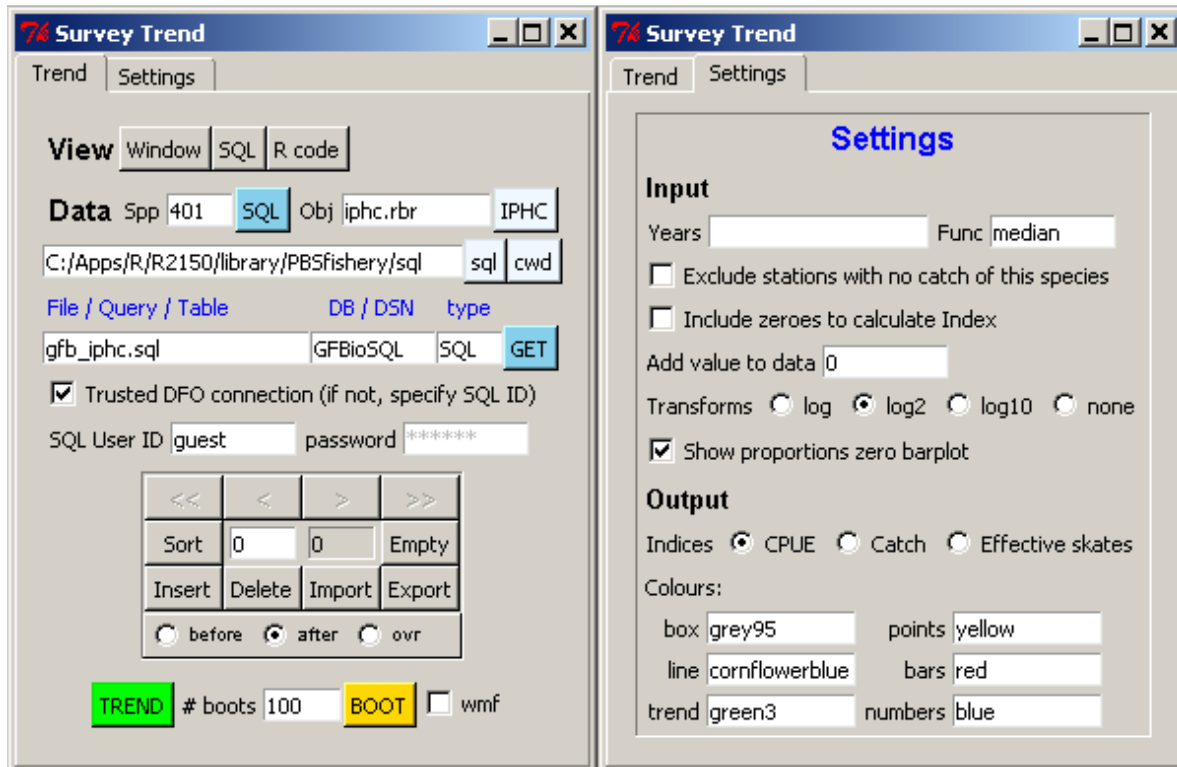 Survey Trend
Trend Settings
View Window SQL R code
Data Spp 401 SQL Obj iphc.rbr IPHC
C:/Apps/R/R2150/library/PBSfishery/sql sql cwd
File / Query / Table DB / DSN type
gfb_iphc.sql GFBioSQL SQL GET
Trusted DFO connection (if not, specify SQL ID)
SQL User ID guest password ******
<< < > >>
Sort 0 0 Empty
Insert Delete Import Export
before after ovr
TREND # boots 100 BOOT wmf
Survey Trend
Trend Settings
Settings
Input
Years Func median
Exclude stations with no catch of this species
Include zeroes to calculate Index
Add value to data 0
Transforms log log2 log10 none
Show proportions zero barplot
Output
Indices CPUE Catch Effective skates
Colours:
box grey95 points yellow
line cornflowerblue bars red
trend green3 numbers blue